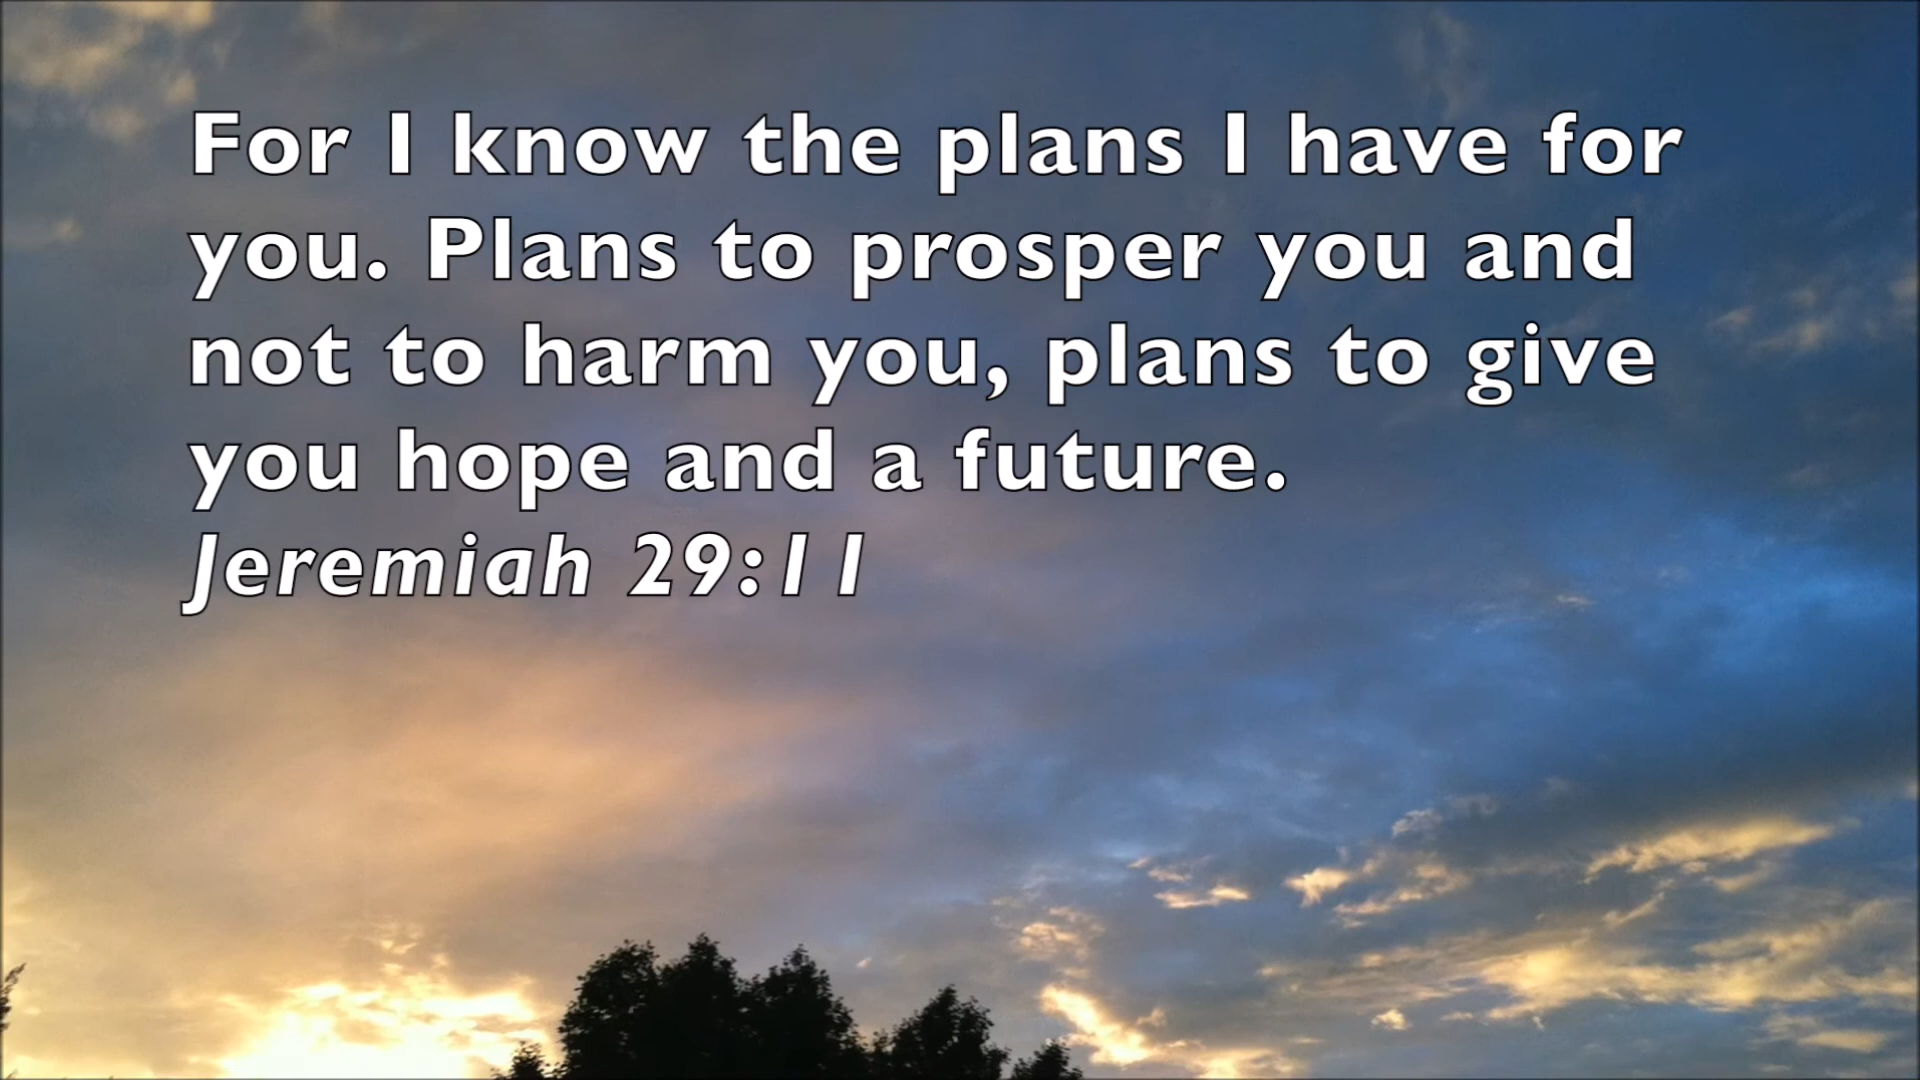 For I know the plans I have for
you. Plans to prosper you and
not to harm you, plans to give
you hope and a future.
Jeremiah 29:11